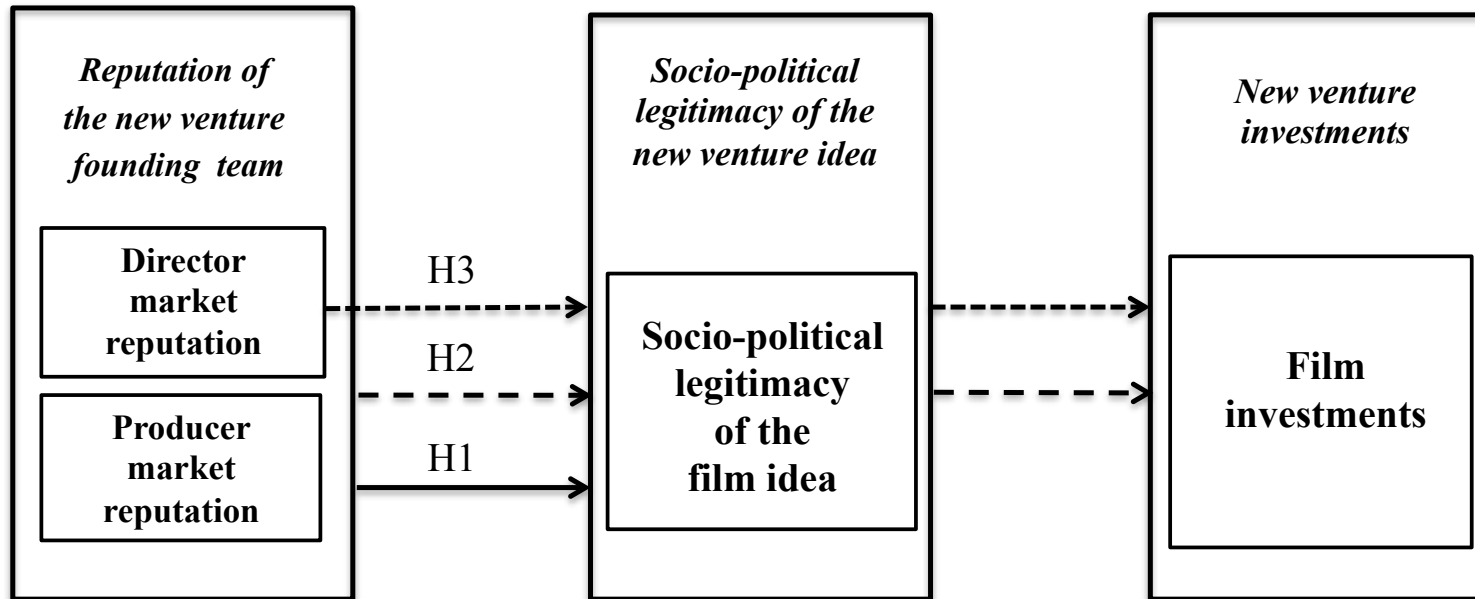 Reputation of
the new venture
founding team
Director
market
reputation
Producer
market
reputation
H3
H2
H1
Socio-political
legitimacy of the
new venture idea
Socio-political
legitimacy
of the
film idea
New venture
investments
Film
investments